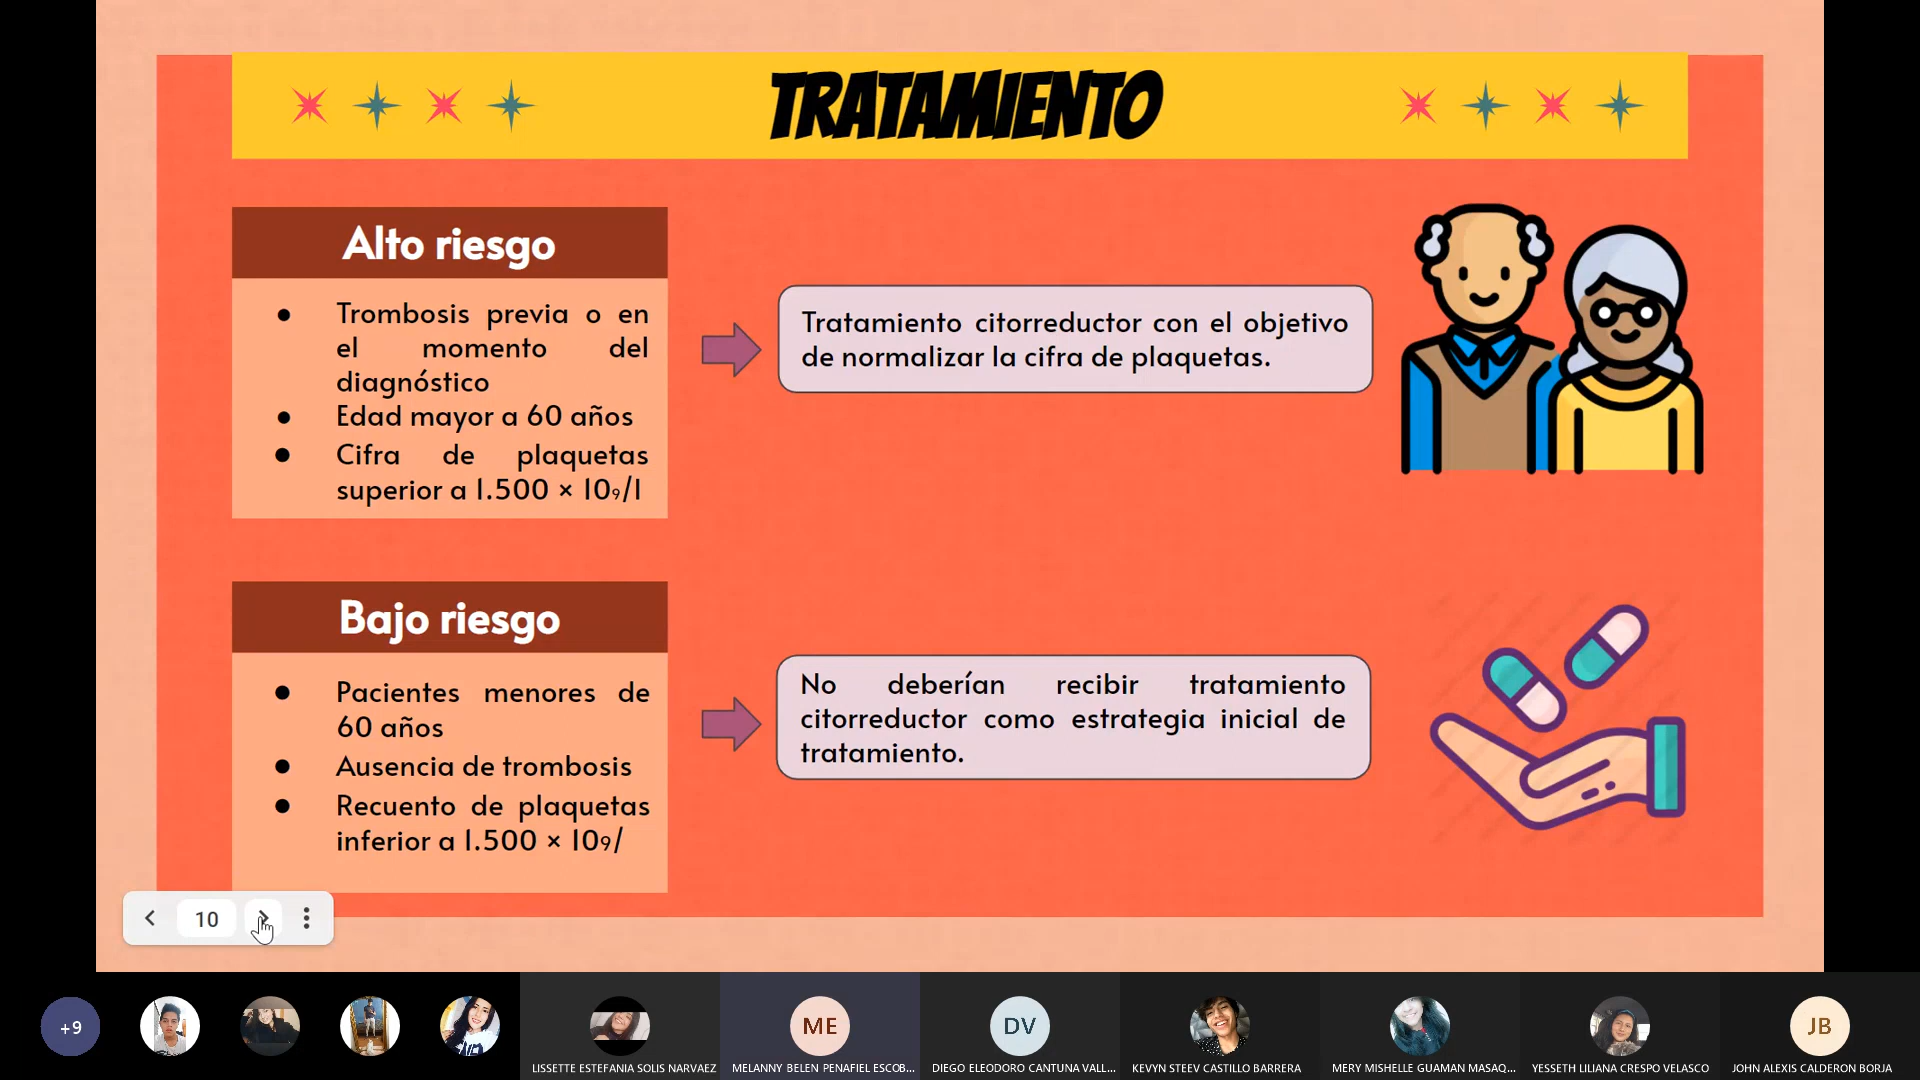 TRATAMIENTO
Alto riesgo
● Trombosis previa o en
el momento del
diagnóstico
● Edad mayor a 60 años
● Cifra de plaquetas
superior a 1.500 × 10₉/l
Tratamiento citorreductor con el objetivo
de normalizar la cifra de plaquetas.
Bajo riesgo
● Pacientes menores de
60 años
● Ausencia de trombosis
● Recuento de plaquetas
inferior a 1.500 × 10₉/
No deberían recibir tratamiento
citorreductor como estrategia inicial de
tratamiento.
10
+9
ME
DV
JB
LISSETTE ESTEFANIA SOLIS NARVAEZ
MELANNY BELEN PENAFIEL ESCOB...
DIEGO ELEODORO CANTUNA VALL...
KEVYN STEEV CASTILLO BARRERA
MERY MISHELLE GUAMAN MASAQ...
YESSETH LILIANA CRESPO VELASCO
JOHN ALEXIS CALDERON BORJA